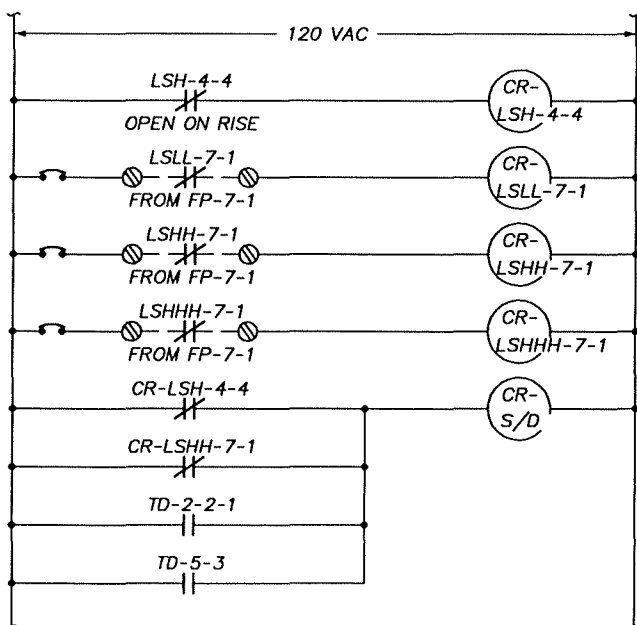 120 VAC
LSH-4-4
OPEN ON RISE
CR-
LSH-4-4
LSLL-7-1
FROM FP-7-1
CR-
LSLL-7-1
LSHH-7-1
FROM FP-7-1
CR-
LSHH-7-1
LSHHH-7-1
FROM FP-7-1
CR-
LSHHH-7-1
CR-LSH-4-4
CR-
S/D
CR-LSHH-7-1
TD-2-2-1
TD-5-3